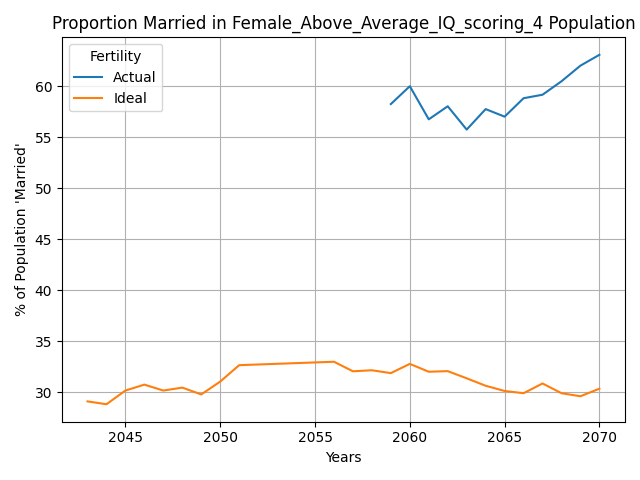 Proportion Married in Female_Above_Average_IQ_scoring_4 Population
Fertility
Actual
Ideal
% of Population 'Married'
60
55
50
45
40
35
30
2045 2050 2055 2060 2065 2070
Years